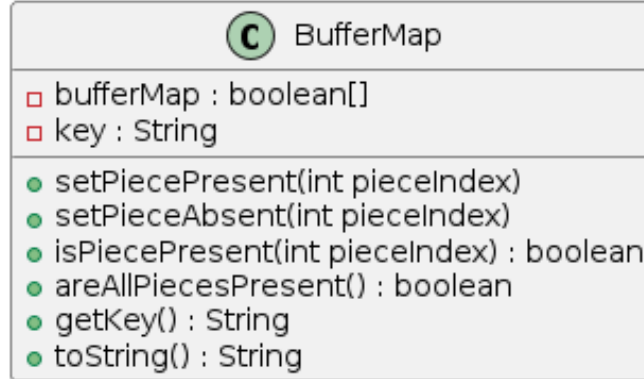 C BufferMap
bufferMap : boolean[]
key : String
setPiecePresent(int pieceIndex)
setPieceAbsent(int pieceIndex)
isPiecePresent(int pieceIndex) : boolean
areAllPiecesPresent() : boolean
getKey() : String
toString() : String